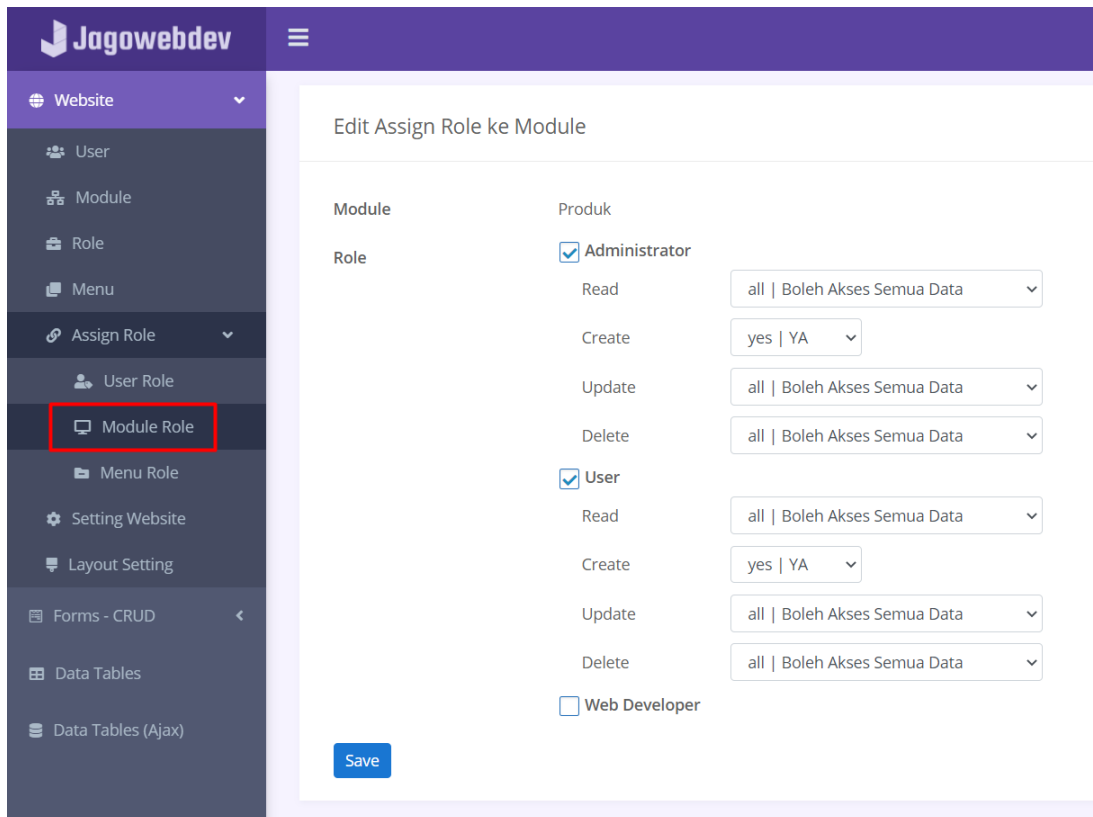 Jagowebdev
Website
User
Module
Role
Menu
Assign Role
User Role
Module Role
Menu Role
Setting Website
Layout Setting
Forms - CRUD
Data Tables
Data Tables (Ajax)
Edit Assign Role ke Module
Module Produk
Role Administrator
Read all | Boleh Akses Semua Data
Create yes | YA
Update all | Boleh Akses Semua Data
Delete all | Boleh Akses Semua Data
User
Read all | Boleh Akses Semua Data
Create yes | YA
Update all | Boleh Akses Semua Data
Delete all | Boleh Akses Semua Data
Web Developer
Save